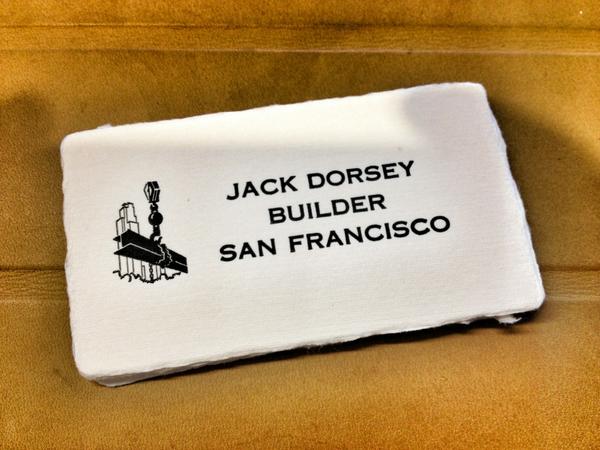 JACK DORSEY
BUILDER
SAN FRANCISCO